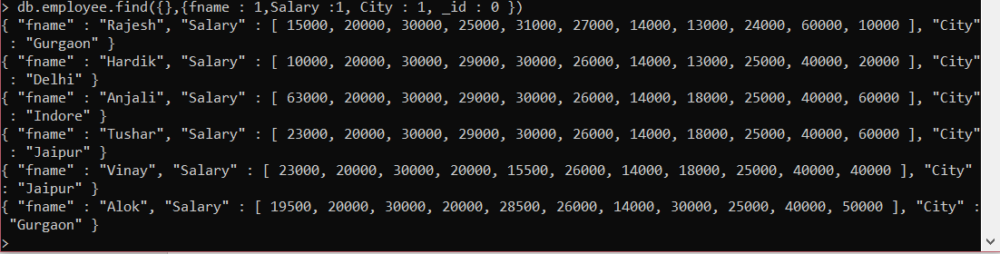 > db.employee.find({},{fname : 1,Salary :1, City : 1, _id : 0 })
{ "fname" : "Rajesh", "Salary" : [ 15000, 20000, 30000, 25000, 31000, 27000, 14000, 13000, 24000, 60000, 10000 ], "City"
 : "Gurgaon" }
{ "fname" : "Hardik", "Salary" : [ 10000, 20000, 30000, 29000, 30000, 26000, 14000, 13000, 25000, 40000, 20000 ], "City"
 : "Delhi" }
{ "fname" : "Anjali", "Salary" : [ 63000, 20000, 30000, 29000, 30000, 26000, 14000, 18000, 25000, 40000, 60000 ], "City"
 : "Indore" }
{ "fname" : "Tushar", "Salary" : [ 23000, 20000, 30000, 29000, 30000, 26000, 14000, 18000, 25000, 40000, 60000 ], "City"
 : "Jaipur" }
{ "fname" : "Vinay", "Salary" : [ 23000, 20000, 30000, 20000, 15500, 26000, 14000, 18000, 25000, 40000, 40000 ], "City"
: "Jaipur" }
{ "fname" : "Alok", "Salary" : [ 19500, 20000, 30000, 20000, 28500, 26000, 14000, 30000, 25000, 40000, 50000 ], "City" :
 "Gurgaon" }
>